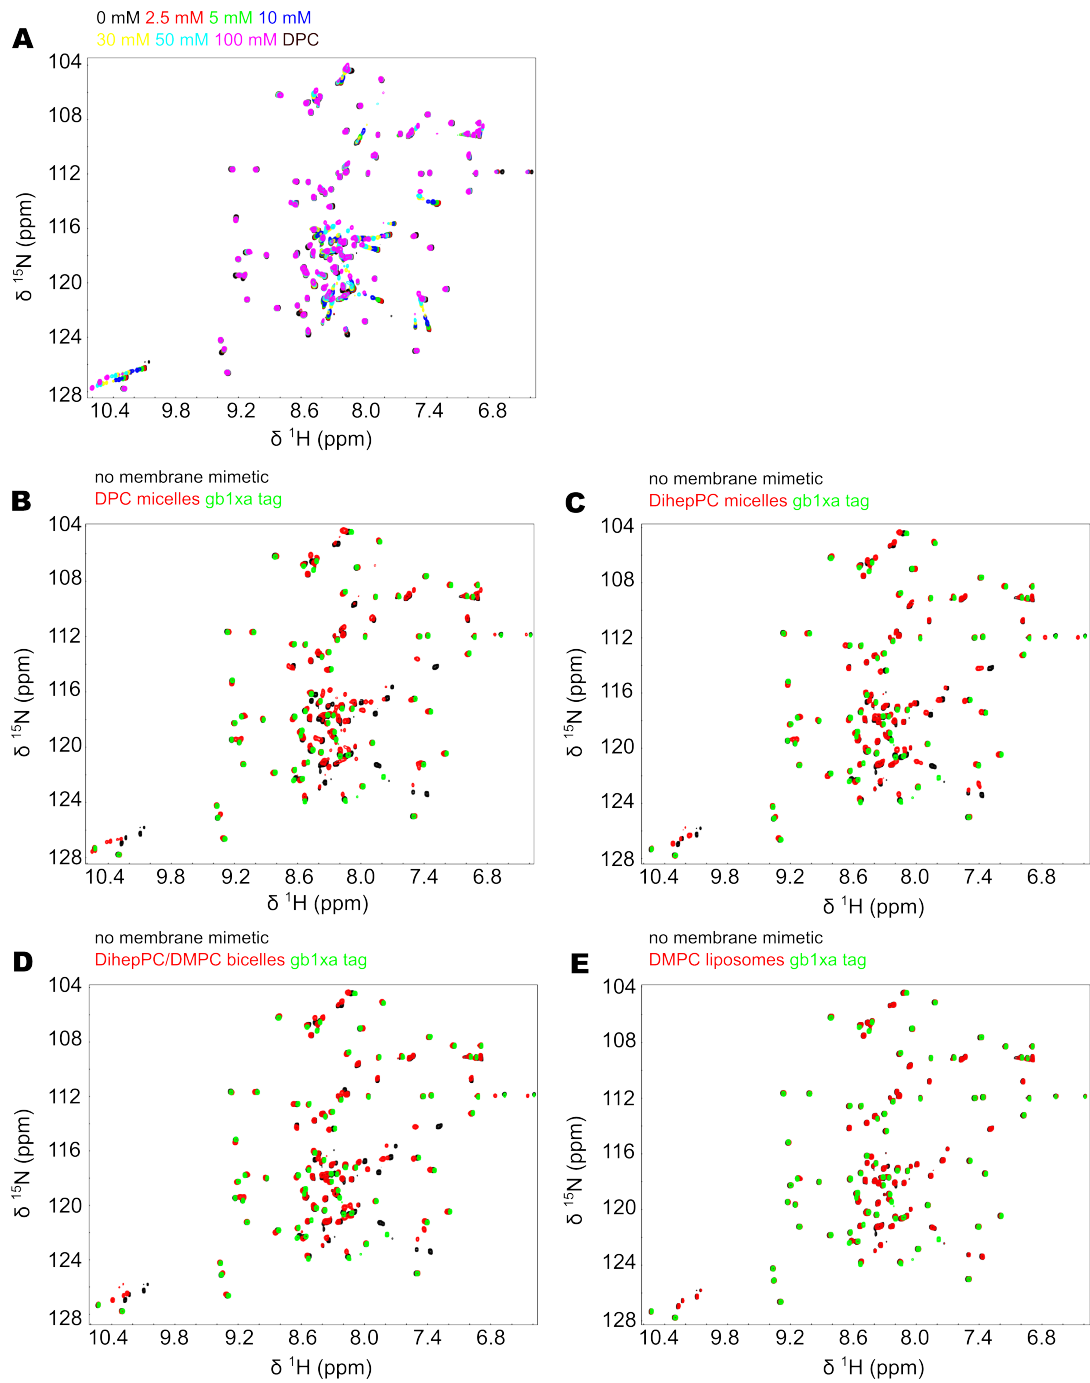 0 mM 2.5 mM 5 mM 10 mM
30 mM 50 mM 100 mM DPC
A
104
108
112
116
120
124
128
δ ¹⁵N (ppm)
10.4 9.8 9.2 8.6 8.0 7.4 6.8
δ ¹H (ppm)
no membrane mimetic
B
DPC micelles gb1xa tag
104
108
112
116
120
124
128
δ ¹⁵N (ppm)
10.4 9.8 9.2 8.6 8.0 7.4 6.8
δ ¹H (ppm)
no membrane mimetic
C
DihepPC micelles gb1xa tag
104
108
112
116
120
124
128
δ ¹⁵N (ppm)
10.4 9.8 9.2 8.6 8.0 7.4 6.8
δ ¹H (ppm)
no membrane mimetic
D
DihepPC/DMPC bicelles gb1xa tag
104
108
112
116
120
124
128
δ ¹⁵N (ppm)
10.4 9.8 9.2 8.6 8.0 7.4 6.8
δ ¹H (ppm)
no membrane mimetic
E
DMPC liposomes gb1xa tag
104
108
112
116
120
124
128
δ ¹⁵N (ppm)
10.4 9.8 9.2 8.6 8.0 7.4 6.8
δ ¹H (ppm)